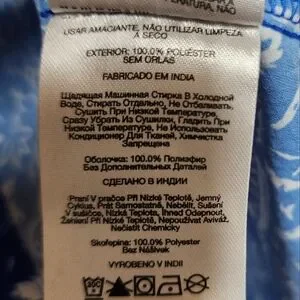 PERATURA, NÃO
USAR AMACIANTE, NÃO UTILIZAR LIMPEZA
A SECO
EXTERIOR: 100.0% POLIÉSTER
SEM ORLAS
FABRICADO EM INDIA
Щадящая Машинная Стирка В Холодной
Воде, Стирать Отдельно, Не Отбеливать,
Сушить При Низкой Температуре,
Сразу Убрать Из Сушилки, Гладить При
Низкой Температуре, Не Использовать
Кондиционер Для Тканей, Химчистка
Запрещена
Оболочка: 100.0% Полиэфир
Без Дополнительных Вставок
СДЕЛАНО В ИНДИИ
Praní V pračce Při Nízké Teplotě, Jemný
Cyklus, Prát Samostatně, Nebělit, Sušení
V sušičce, Nízká Teplota, Ihned Odepnout,
Žehlení Při Nízké Teplotě, Nepoužívat Aviváž,
Nečistit Chemicky
Skořepina: 100.0% Polyester
Bez Nášivek
VYROBENO V INDII